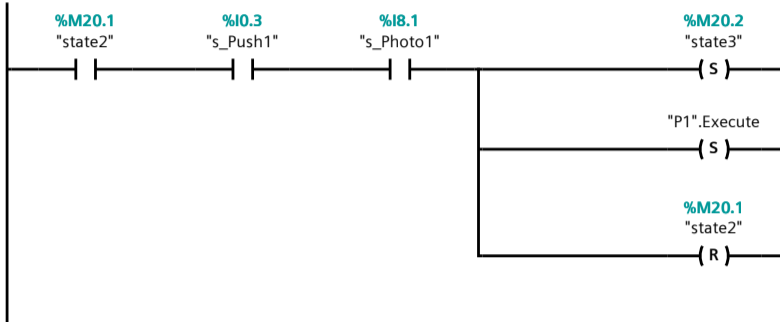 %M20.1 %I0.3 %I8.1 %M20.2
"state2" "s_Push1" "s_Photo1" "state3"
S
"P1".Execute
S
%M20.1
"state2"
R